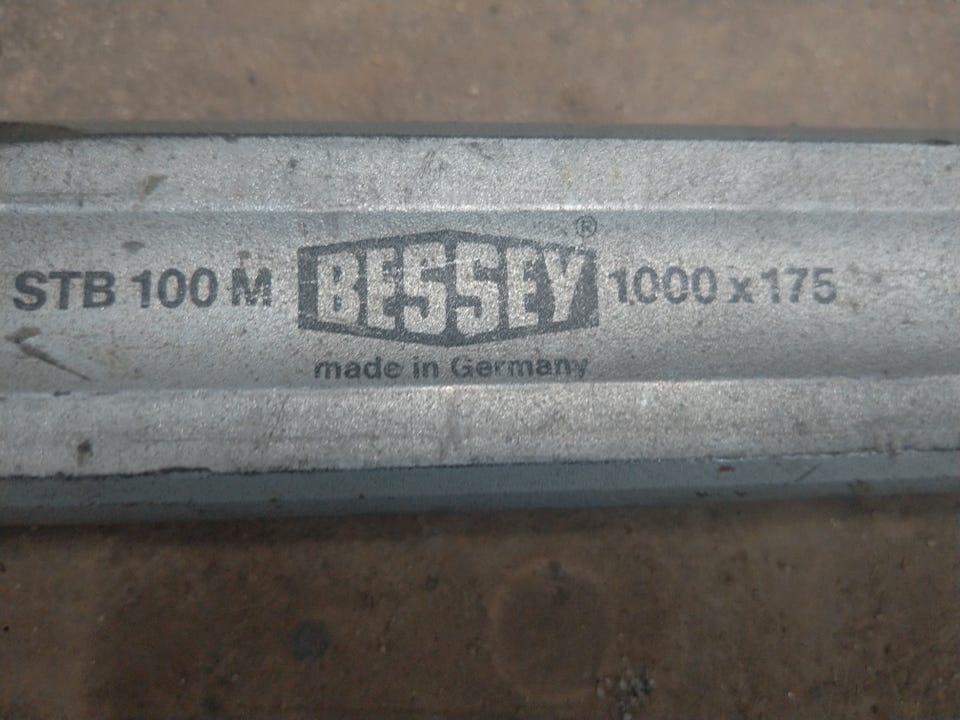 STB 100 M BESSEY® 1000 x 175
made in Germany